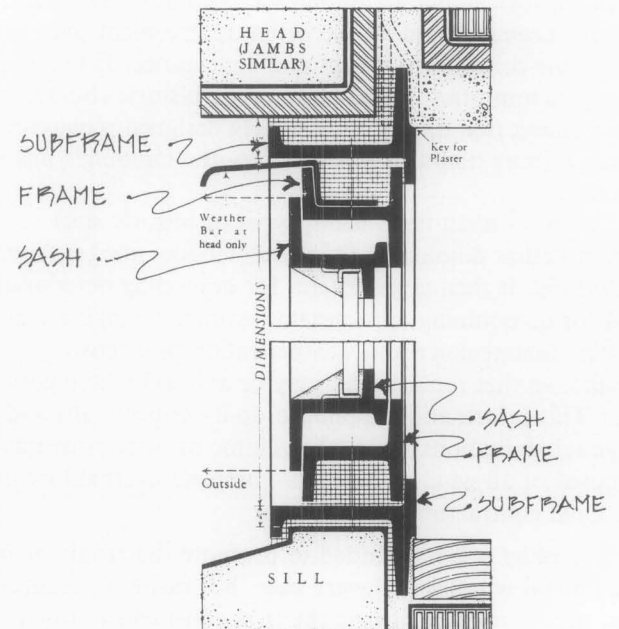 HEAD
(JAMBS
SIMILAR)
SUBFRAME
Key for
Plaster
FRAME
Weather
Bar at
head only
SASH
DIMENSIONS
SASH
FRAME
Outside
SUBFRAME
SILL